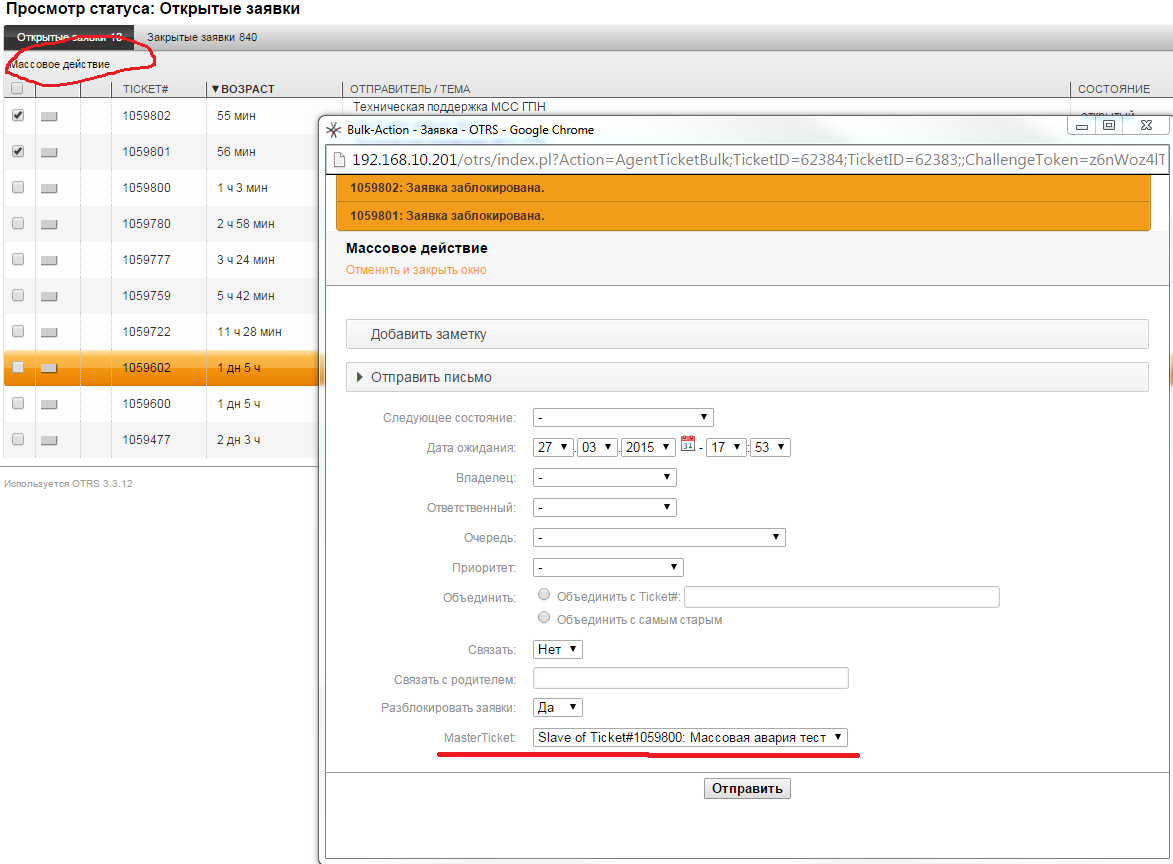 Просмотр статуса: Открытые заявки
Открытые заявки 18 Закрытые заявки 840
Массовое действие
TICKET# ▼ВОЗРАСТ ОТПРАВИТЕЛЬ / ТЕМА СОСТОЯНИЕ
Техническая поддержка МСС ГПН
1059802 55 мин открытый
1059801 56 мин
1059800 1 ч 3 мин
1059780 2 ч 58 мин
1059777 3 ч 24 мин
1059759 5 ч 42 мин
1059722 11 ч 28 мин
1059602 1 дн 5 ч
1059600 1 дн 5 ч
1059477 2 дн 3 ч
Используется OTRS 3.3.12
Bulk-Action - Заявка - OTRS - Google Chrome
192.168.10.201/otrs/index.pl?Action=AgentTicketBulk;TicketID=62384;TicketID=62383;;ChallengeToken=z6nWoz4lT
1059802: Заявка заблокирована.
1059801: Заявка заблокирована.
Массовое действие
Отменить и закрыть окно
Добавить заметку
Отправить письмо
Следующее состояние: -
Дата ожидания: 27 . 03 . 2015 31 - 17 : 53
Владелец: -
Ответственный: -
Очередь: -
Приоритет: -
Объединить: Объединить с Ticket#:
Объединить с самым старым
Связать: Нет
Связать с родителем:
Разблокировать заявки: Да
MasterTicket: Slave of Ticket#1059800: Массовая авария тест
Отправить